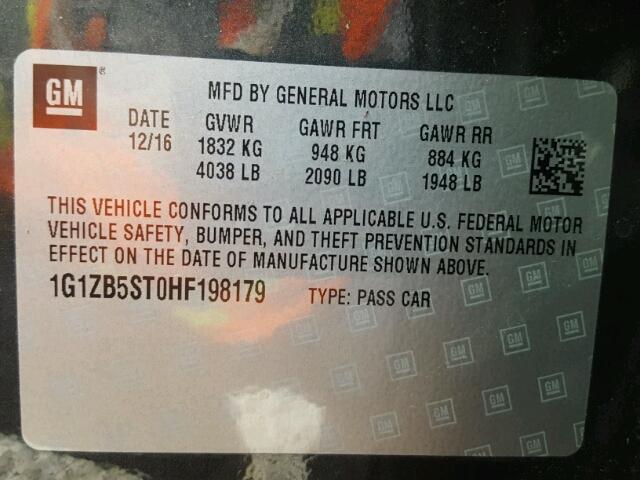 GM ® MFD BY GENERAL MOTORS LLC
DATE GVWR GAWR FRT GAWR RR
12/16 1832 KG 948 KG 884 KG
4038 LB 2090 LB 1948 LB
THIS VEHICLE CONFORMS TO ALL APPLICABLE U.S. FEDERAL MOTOR
VEHICLE SAFETY, BUMPER, AND THEFT PREVENTION STANDARDS IN
EFFECT ON THE DATE OF MANUFACTURE SHOWN ABOVE.
1G1ZB5ST0HF198179 TYPE: PASS CAR